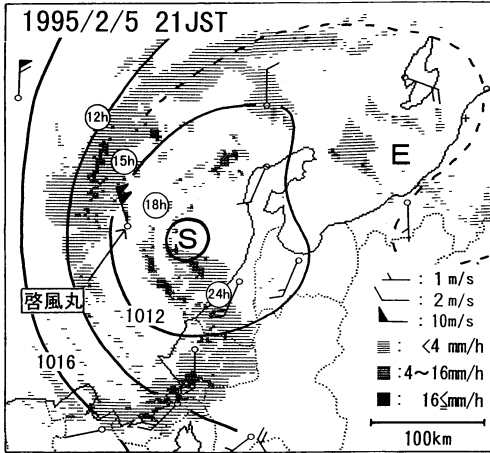 1995/2/5 21JST
12h
15h
18h
E
S
24h
啓風丸
1012
1016
: 1 m/s
: 2 m/s
: 10m/s
: <4 mm/h
:4～16mm/h
: 16≦mm/h
100km